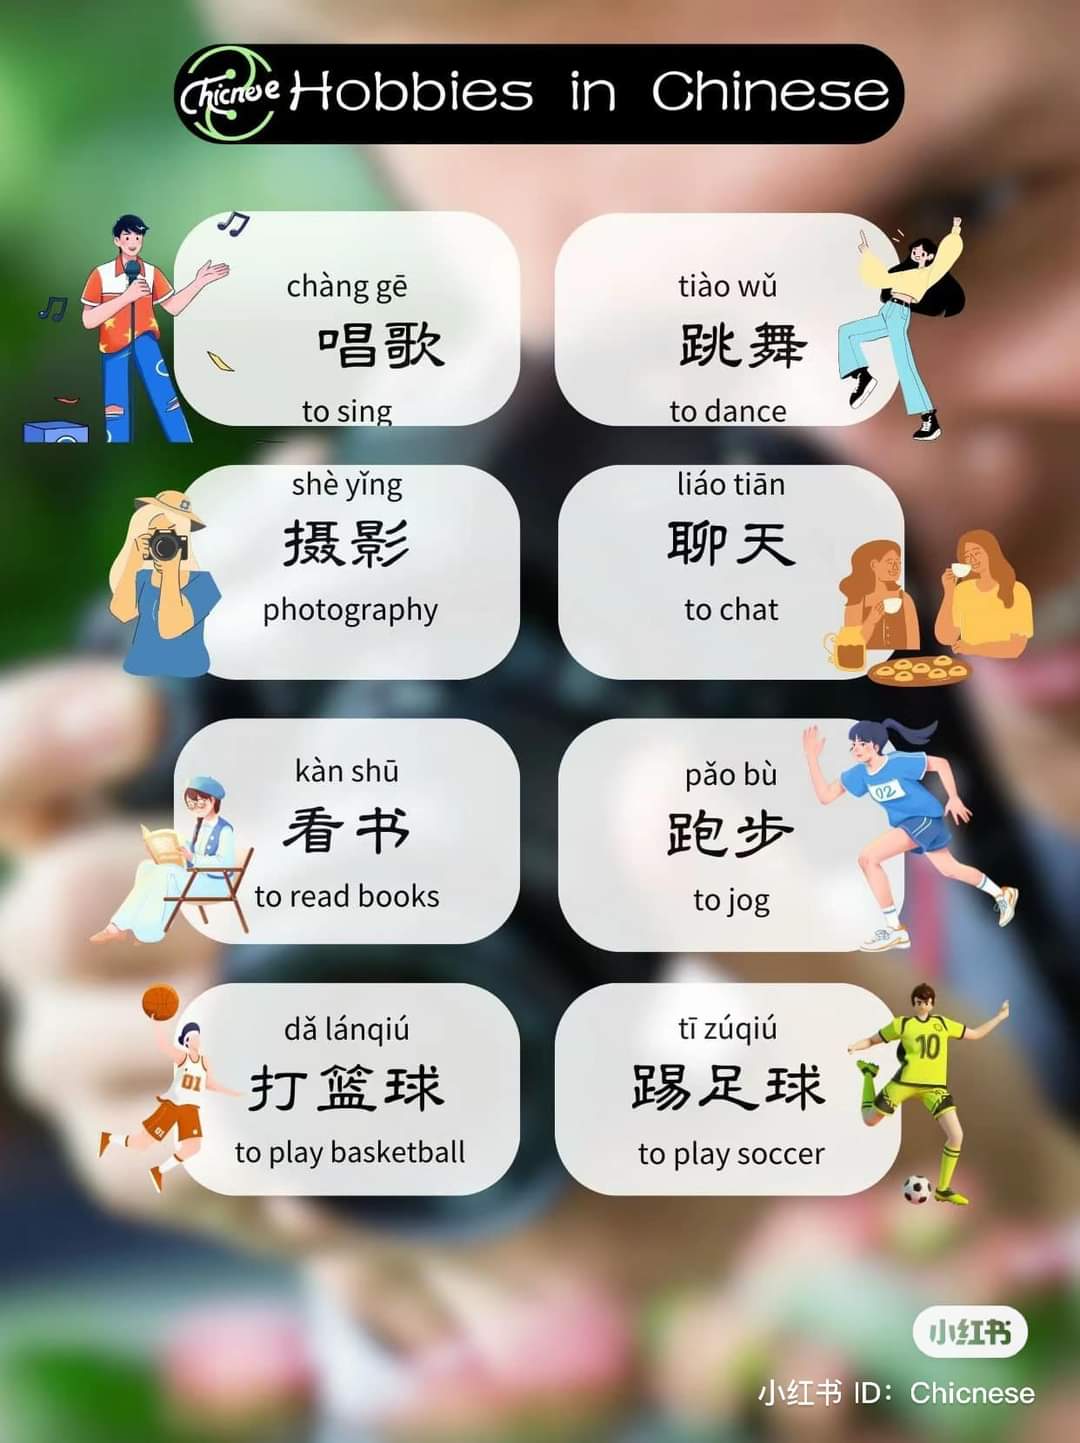 Chicnese Hobbies in Chinese
chàng gē
唱歌
to sing
tiào wǔ
跳舞
to dance
shè yǐng
摄影
photography
liáo tiān
聊天
to chat
kàn shū
看书
to read books
pǎo bù
跑步
to jog
02
dǎ lánqiú
打篮球
to play basketball
01
01
tī zúqiú
踢足球
to play soccer
10
小红书
小红书 ID：Chicnese